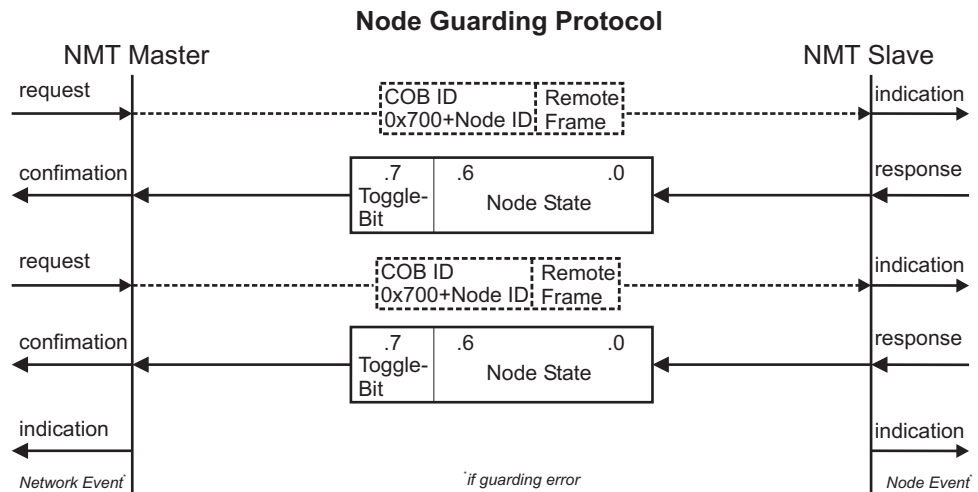 Node Guarding Protocol
NMT Master
NMT Slave
request
COB ID
0x700+Node ID
Remote
Frame
indication
confimation
.7
Toggle-
Bit
.6 .0
Node State
response
request
COB ID
0x700+Node ID
Remote
Frame
indication
confimation
.7
Toggle-
Bit
.6 .0
Node State
response
indication
indication
Network Event*
*if guarding error
Node Event*